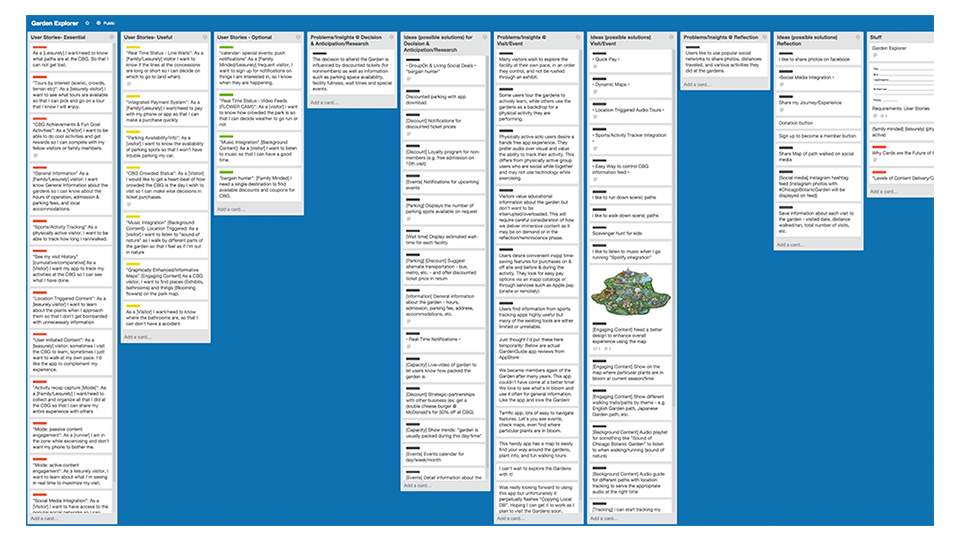 Garden Explorer
Public
User Stories- Essential
As a [Leisurely] I want/need to know
what paths are at the CBG. So that I
can not get lost.
"Tours by interest (scenic, crowds,
terrain etc)": As a [leisurely visitor] I
want to see what tours are available
so that I can pick and go on a tour
that I know I will enjoy.
"CBG Achievements & Fun Goal
Activities": As a [Visitor] I want to be
able to do cool activities and get
rewards so I can compete with my
fellow visitors or family members.
"General Information": As a
[Family/Leisurely] viewer: I want
know General information about the
gardens so I can know about the
hours of operation, admission &
parking fees, and local
accommodations.
"Sports/Activity Tracking" As a
physically active visitor, I want to be
able to track how long I ran/walked.
"See my visit History"
[cumulative/comparative] As a
[Visitor] I want my app to track my
activities at the CBG so I can see
what I have done.
"Location Triggered Content": As a
[leisurely visitor] I want to learn
about the plants when I approach
them so that I don't get bombarded
with unnecessary information
"User Initiated Content": As a
[leisurely visitor], sometimes I visit
the CBG to learn, sometimes I just
want to walk at my own pace. I'd
like the app to complement my
experience.
"Activity recap capture [Mode]": As
a [Family/Leisurely] I want/need to
collect and organize all that I did at
the CBG so that I can share my
entire experience with others
"Mode: passive content
engagement": As a [runner] I am in
the zone while exercising and don't
want my phone to bother me.
"Mode: active content
engagement": As a leisurely visitor, I
want to learn about what I'm seeing
in real time to maximize my visit.
"Social Media Integration": As a
[Visitor] I want to have access to the
popular social networks so I can
Add a card…
User Stories- Useful
"Real Time Status - Line Waits": As a
[Family/Leisurely] visitor I want to
know if the lines at the concessions
are long or short so I can decide on
which to go to (and when).
"Integrated Payment System": As a
[Family/Leisurely] viewer, I want pay
with my phone or app so that I can
make a purchase quickly
"Parking Availability/Info": As a
[visitor] I want to know the availability
of parking spots so that I won't have
trouble parking my car.
"CBG Crowded Status": As a [Visitor]
I would like to get a heart-beat of how
crowded the CBG is the day I wish to
visit so I can make wise decisions in
ticket purchases.
"Music Integration" [Background
Content]- Location Triggered: As a
[Visitor] I want to listen to "sound of
nature" as I walk by different parts of
the garden so that I feel as if I'm out
in nature
"Graphically Enhanced/Informative
Maps" [Engaging Content] As a CBG
visitor, I want to find places (Exhibits,
bathrooms) and things (Blooming
flowers) on the park map.
As a [Visitor] I want/need to know
where the bathrooms are, so that I
can don't have a accident.
Add a card…
User Stories - Optional
"calendar- special events: push
notifications" As a [Family
Minded/Leisurely] frequent visitor, I
want to sign up for notifications on
things I am interested in, so I know
when they are happening.
"Real Time Status - Video Feeds
(FLOWER CAM)": As a [Visitor] I want
to know how crowded the park is so
that I can decide weather to go run or
not
"Music Integration" [Background
Content]: As a [Visitor] I want to listen
to music so that I can have a good
time.
"bargain hunter": [Family Minded] I
need a single destination to find
available discounts and coupons for
CBG.
Add a card…
Problems/Insights @ Decision
& Anticipation/Research
The decision to attend the Garden is
influenced by discounted tickets (for
nonmembers) as well as information
such as parking space availability,
facility fullness, wait times and special
events.
Add a card…
Ideas (possible solutions) for
Decision &
Anticipation/Research
• GroupOn & Living Social Deals -
"bargain hunter"
Discounted parking with app
download
[Discount] Notifications for
discounted ticket prices
[Discount] Loyalty program for non-
members (e.g. free admission on
10th visit)
[Events] Notifications for upcoming
events
[Parking] Displays the number of
parking spots available on request
[Wait time] Display estimated wait-
time for each facility
[Parking] Discount Suggest
alternate transportation - bus,
metro, etc. - and offer discounted
ticket price in return
[Information] General information
about the garden - hours,
admission, parking fee, address,
accommodations, etc.
• Real-Time Notifications •
[Capacity] Live-video of garden to
let users know how packed the
garden is
[Discount] Strategic-partnerships
with other business (ex: get a
double cheese burger @
McDonald's for 50% off at CBG)
[Capacity] Show trends: "garden is
usually packed during this day/time"
[Events] Events calendar for
day/week/month
[Events] Detail information about the
Add a card…
Problems/Insights @
Visit/Event
Many visitors wish to explore the
facility at their own pace, in an order
they control, and not be rushed
through an exhibit.
Some users tour the gardens to
actively learn, while others use the
gardens as a backdrop for a
physical activity they are
performing.
Physically active solo users desire a
hands free app experience. They
prefer audio over visual and value
the ability to track their activity. This
differs from physically active group
users who are social while together
and may not use technology while
exercising.
Visitors value educational
information about the garden but
don't want to be
interrupted/overloaded. This will
require careful consideration of how
we deliver immersive content as it
may be on demand or in the
reflection/reminiscence phase.
Users desire convenient inapp time-
saving features for purchases on &
off site and before & during the
activity. They look for easy pay
options via an inapp catalogs or
through services such as Apple pay.
(onsite or remotely)
Users find information from sports
tracking apps highly useful but
many of the existing tools are either
limited or unreliable.
Just thought I'd put these here
temporarily: Below are actual
GardenGuide app reviews from
AppStore
We became members again of the
Garden after many years. This app
couldn't have come at a better time!
We love to see what's in bloom and
use it often for general information.
Like the app and love the Garden!
Terrific app, lots of easy to navigate
features. Let's you see events,
check maps, even find where
particular plants are in bloom.
This handy app has a map to easily
find your way around the gardens,
plant info, and fun walking tours.
I can't wait to explore the Gardens
with it!
Was really looking forward to using
this app but unfortunately it
perpetually flashes "Copying Local
DB". Hoping I can get it to work as I
plan to visit the Gardens soon.
Add a card…
Ideas (possible solutions)
Visit/Event
• Quick Pay •
• Dynamic Maps •
• Location Triggered Audio Tours •
• Sports/Activity Tracker Integration
•
• Easy Way to control CBG
information feed •
I like to run down scenic paths
I like to walk down scenic paths
Scavenger hunt for kids
I like to listen to music when I go
running "Spotify integration"
[Engaging Content] Need a better
design to enhance overall
experience using the map
1 1
[Engaging Content] Show on the
map where particular plants are in
bloom at current season/time
[Engaging Content] Show different
walking trails/paths by theme - e.g.
English Garden path, Japanese
Garden path, etc.
[Background Content] Audio playlist
for something like "Sound of
Chicago Botanic Garden" to listen
to when walking/running (sound of
nature)
[Background Content] Audio guide
for different paths with location
tracking to serve the appropriate
audio at the right time
[Tracking] I can start tracking my
Add a card…
Problems/Insights @ Reflection
Users like to use popular social
networks to share photos, distances
traveled, and various activities they
did at the gardens.
Add a card…
Ideas (possible solutions)
Reflection
I like to share photos on facebook
•Social Media Integration •
Share my Journey/Experience
Donation button
Sign up to become a member button
Share Map of path walked on social
media
[Social media] Instagram hashtag
feed (Instagram photos with
#ChicagoBotanicGarden will be
displayed on feed)
Save information about each visit to
the garden - visited date, distance
walked/ran, total number of visits,
etc.
Add a card…
Stuff
Garden Explorer
Requirements: User Stories
1
(family minded) (leisurely) (phy
active)
Why Cards are the Future of t
"Levels of Content Delivery/C
Add a card…